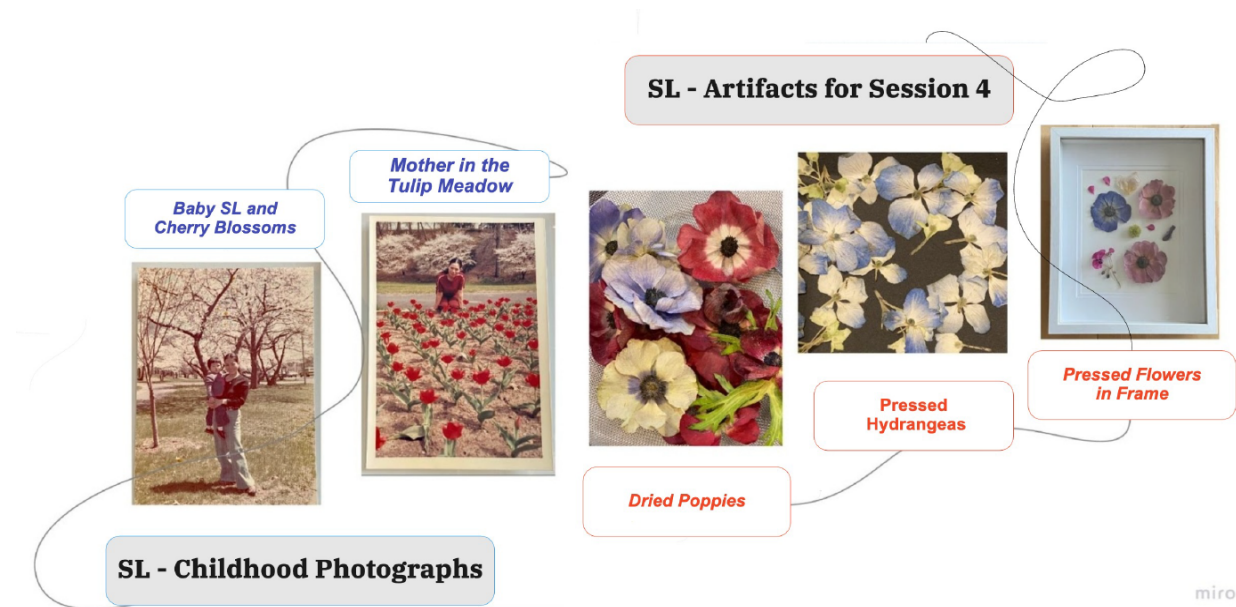 SL - Artifacts for Session 4
Mother in the
Tulip Meadow
Baby SL and
Cherry Blossoms
Pressed Flowers
in Frame
Pressed
Hydrangeas
Dried Poppies
SL - Childhood Photographs
miro